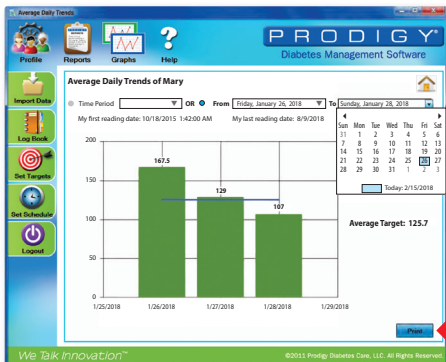 Average Daily Trends
Profile
Reports
Graphs
Help
PRODIGY®
Diabetes Management Software
Import Data
Log Book
Set Targets
Set Schedule
Logout
Average Daily Trends of Mary
Time Period OR From Friday, January 26, 2018 To Sunday, January 28, 2018
My first reading date: 10/18/2015 1:42:00 AM My last reading date: 8/9/2018
Sun Mon Tue Wed Thu Fri Sat
31 1 2 3 4 5 6
7 8 9 10 11 12 13
14 15 16 17 18 19 20
21 22 23 24 25 26 27
28 29 30 31 1 2 3
Today: 2/15/2018
200
150
100
50
0
167.5
129
107
1/25/2018 1/26/2018 1/27/2018 1/28/2018 1/29/2018
Average Target: 125.7
Print
We Talk Innovation™
©2011 Prodigy Diabetes Care, LLC. All Rights Reserved